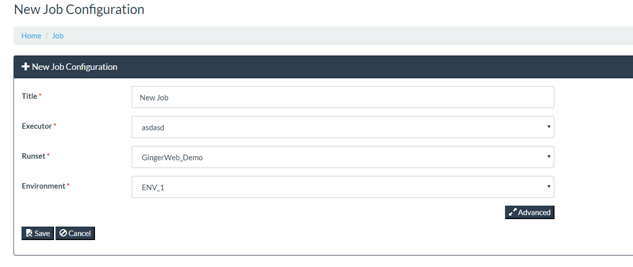 New Job Configuration
Home / Job
New Job Configuration
Title * New Job
Executor * asdasd
Runset * GingerWeb_Demo
Environment * ENV_1
Advanced
Save Cancel